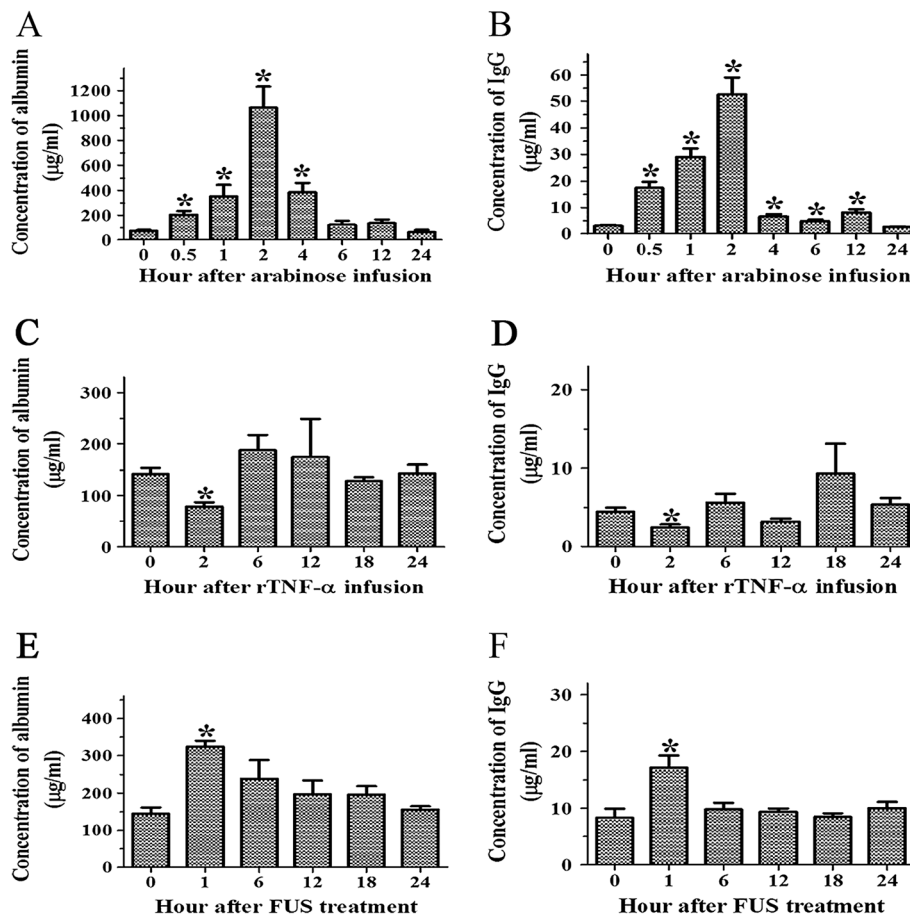 A
Concentration of albumin
(μg/ml)
1200
1000
800
600
400
200
0
* * * *
0 0.5 1 2 4 6 12 24
Hour after arabinose infusion
B
Concentration of IgG
(μg/ml)
60
50
40
30
20
10
0
* * * * * *
0 0.5 1 2 4 6 12 24
Hour after arabinose infusion
C
Concentration of albumin
(μg/ml)
300
200
100
0
*
0 2 6 12 18 24
Hour after rTNF-α infusion
D
Concentration of IgG
(μg/ml)
20
10
0
*
0 2 6 12 18 24
Hour after rTNF-α infusion
E
Concentration of albumin
(μg/ml)
400
300
200
100
0
*
0 1 6 12 18 24
Hour after FUS treatment
F
Concentration of IgG
(μg/ml)
30
20
10
0
*
0 1 6 12 18 24
Hour after FUS treatment